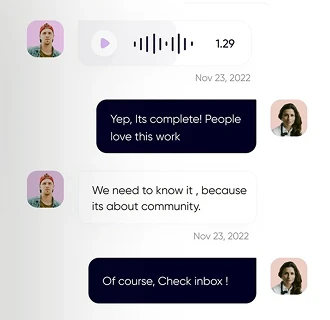 1.29
Nov 23, 2022
Yep, Its complete! People
love this work
We need to know it , because
its about community.
Nov 23, 2022
Of course, Check inbox !